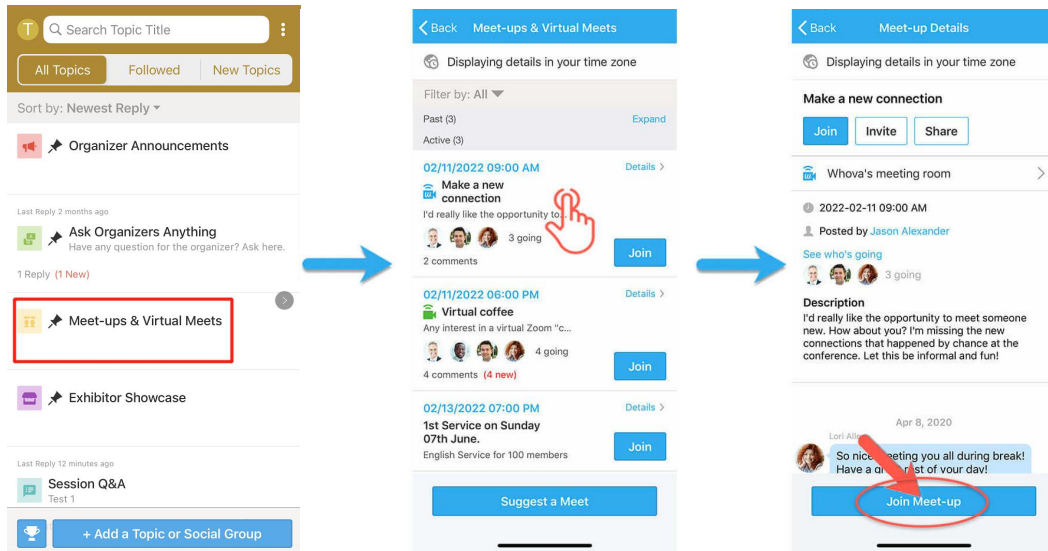 T
Search Topic Title
All Topics
Followed
New Topics
Sort by: Newest Reply
Organizer Announcements
Last Reply 2 months ago
Ask Organizers Anything
Have any question for the organizer? Ask here.
1 Reply (1 New)
Meet-ups & Virtual Meets
Exhibitor Showcase
Last Reply 12 minutes ago
Session Q&A
Test 1
+ Add a Topic or Social Group
Back
Meet-ups & Virtual Meets
Displaying details in your time zone
Filter by: All
Past (3)
Expand
Active (3)
02/11/2022 09:00 AM
Details >
Make a new
connection
I'd really like the opportunity to...
3 going
2 comments
Join
02/11/2022 06:00 PM
Details >
Virtual coffee
Any interest in a virtual Zoom "c...
4 going
4 comments (4 new)
Join
02/13/2022 07:00 PM
Details >
1st Service on Sunday
07th June.
English Service for 100 members
Join
Suggest a Meet
Back
Meet-up Details
Displaying details in your time zone
Make a new connection
Join
Invite
Share
Whova's meeting room
2022-02-11 09:00 AM
Posted by Jason Alexander
See who's going
3 going
Description
I'd really like the opportunity to meet someone
new. How about you? I'm missing the new
connections that happened by chance at the
conference. Let this be informal and fun!
Apr 8, 2020
Lori
So nice meeting you all during break!
Have a rest of your day!
Join Meet-up